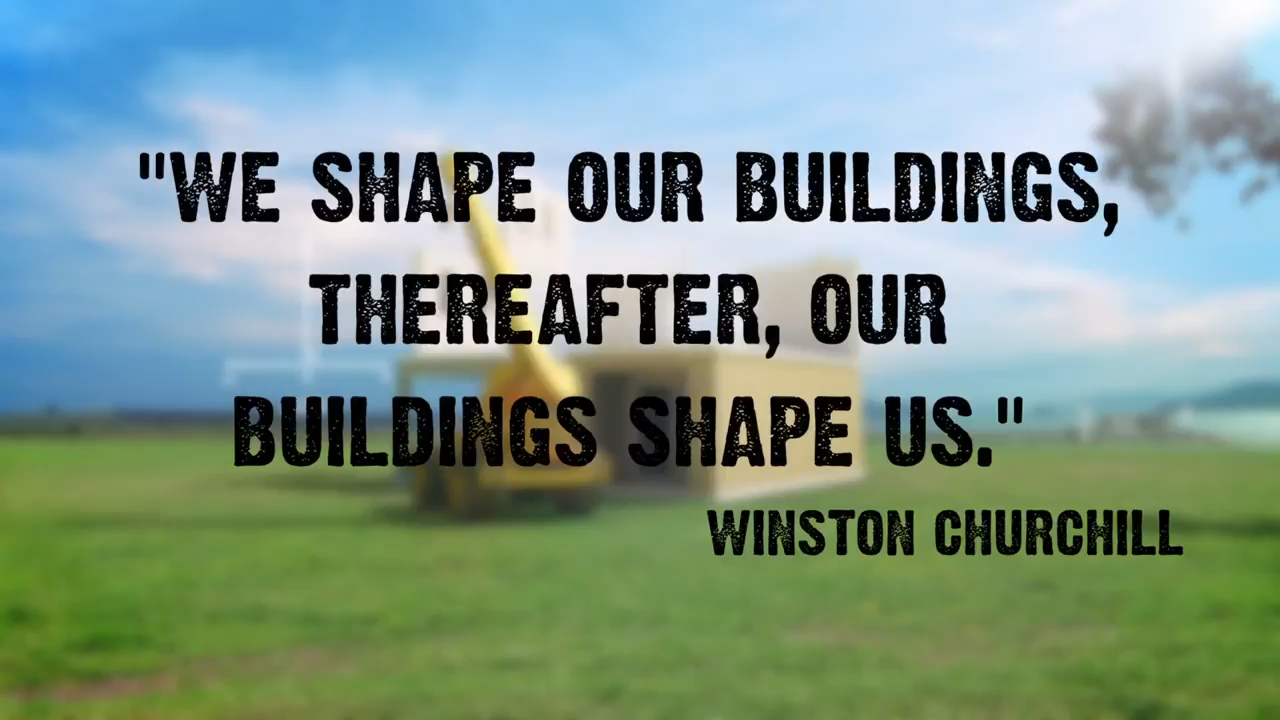 "WE SHAPE OUR BUILDINGS,
THEREAFTER, OUR
BUILDINGS SHAPE US."
WINSTON CHURCHILL